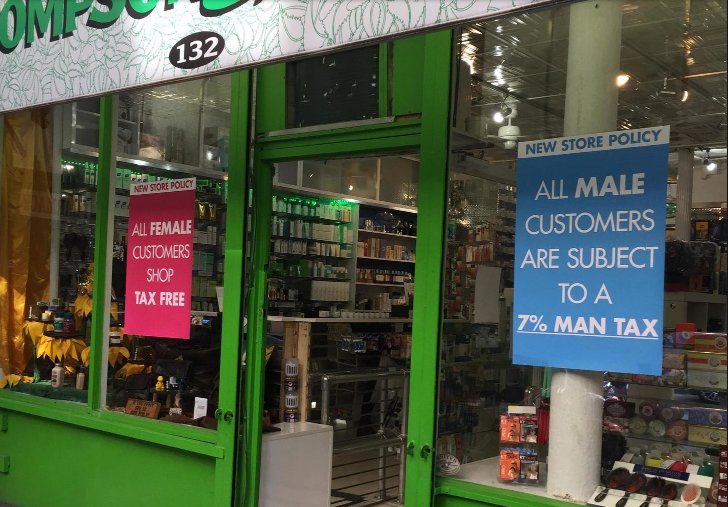 132
NEW STORE POLICY
ALL FEMALE
CUSTOMERS
SHOP
TAX FREE
NEW STORE POLICY
ALL MALE
CUSTOMERS
ARE SUBJECT
TO A
7% MAN TAX